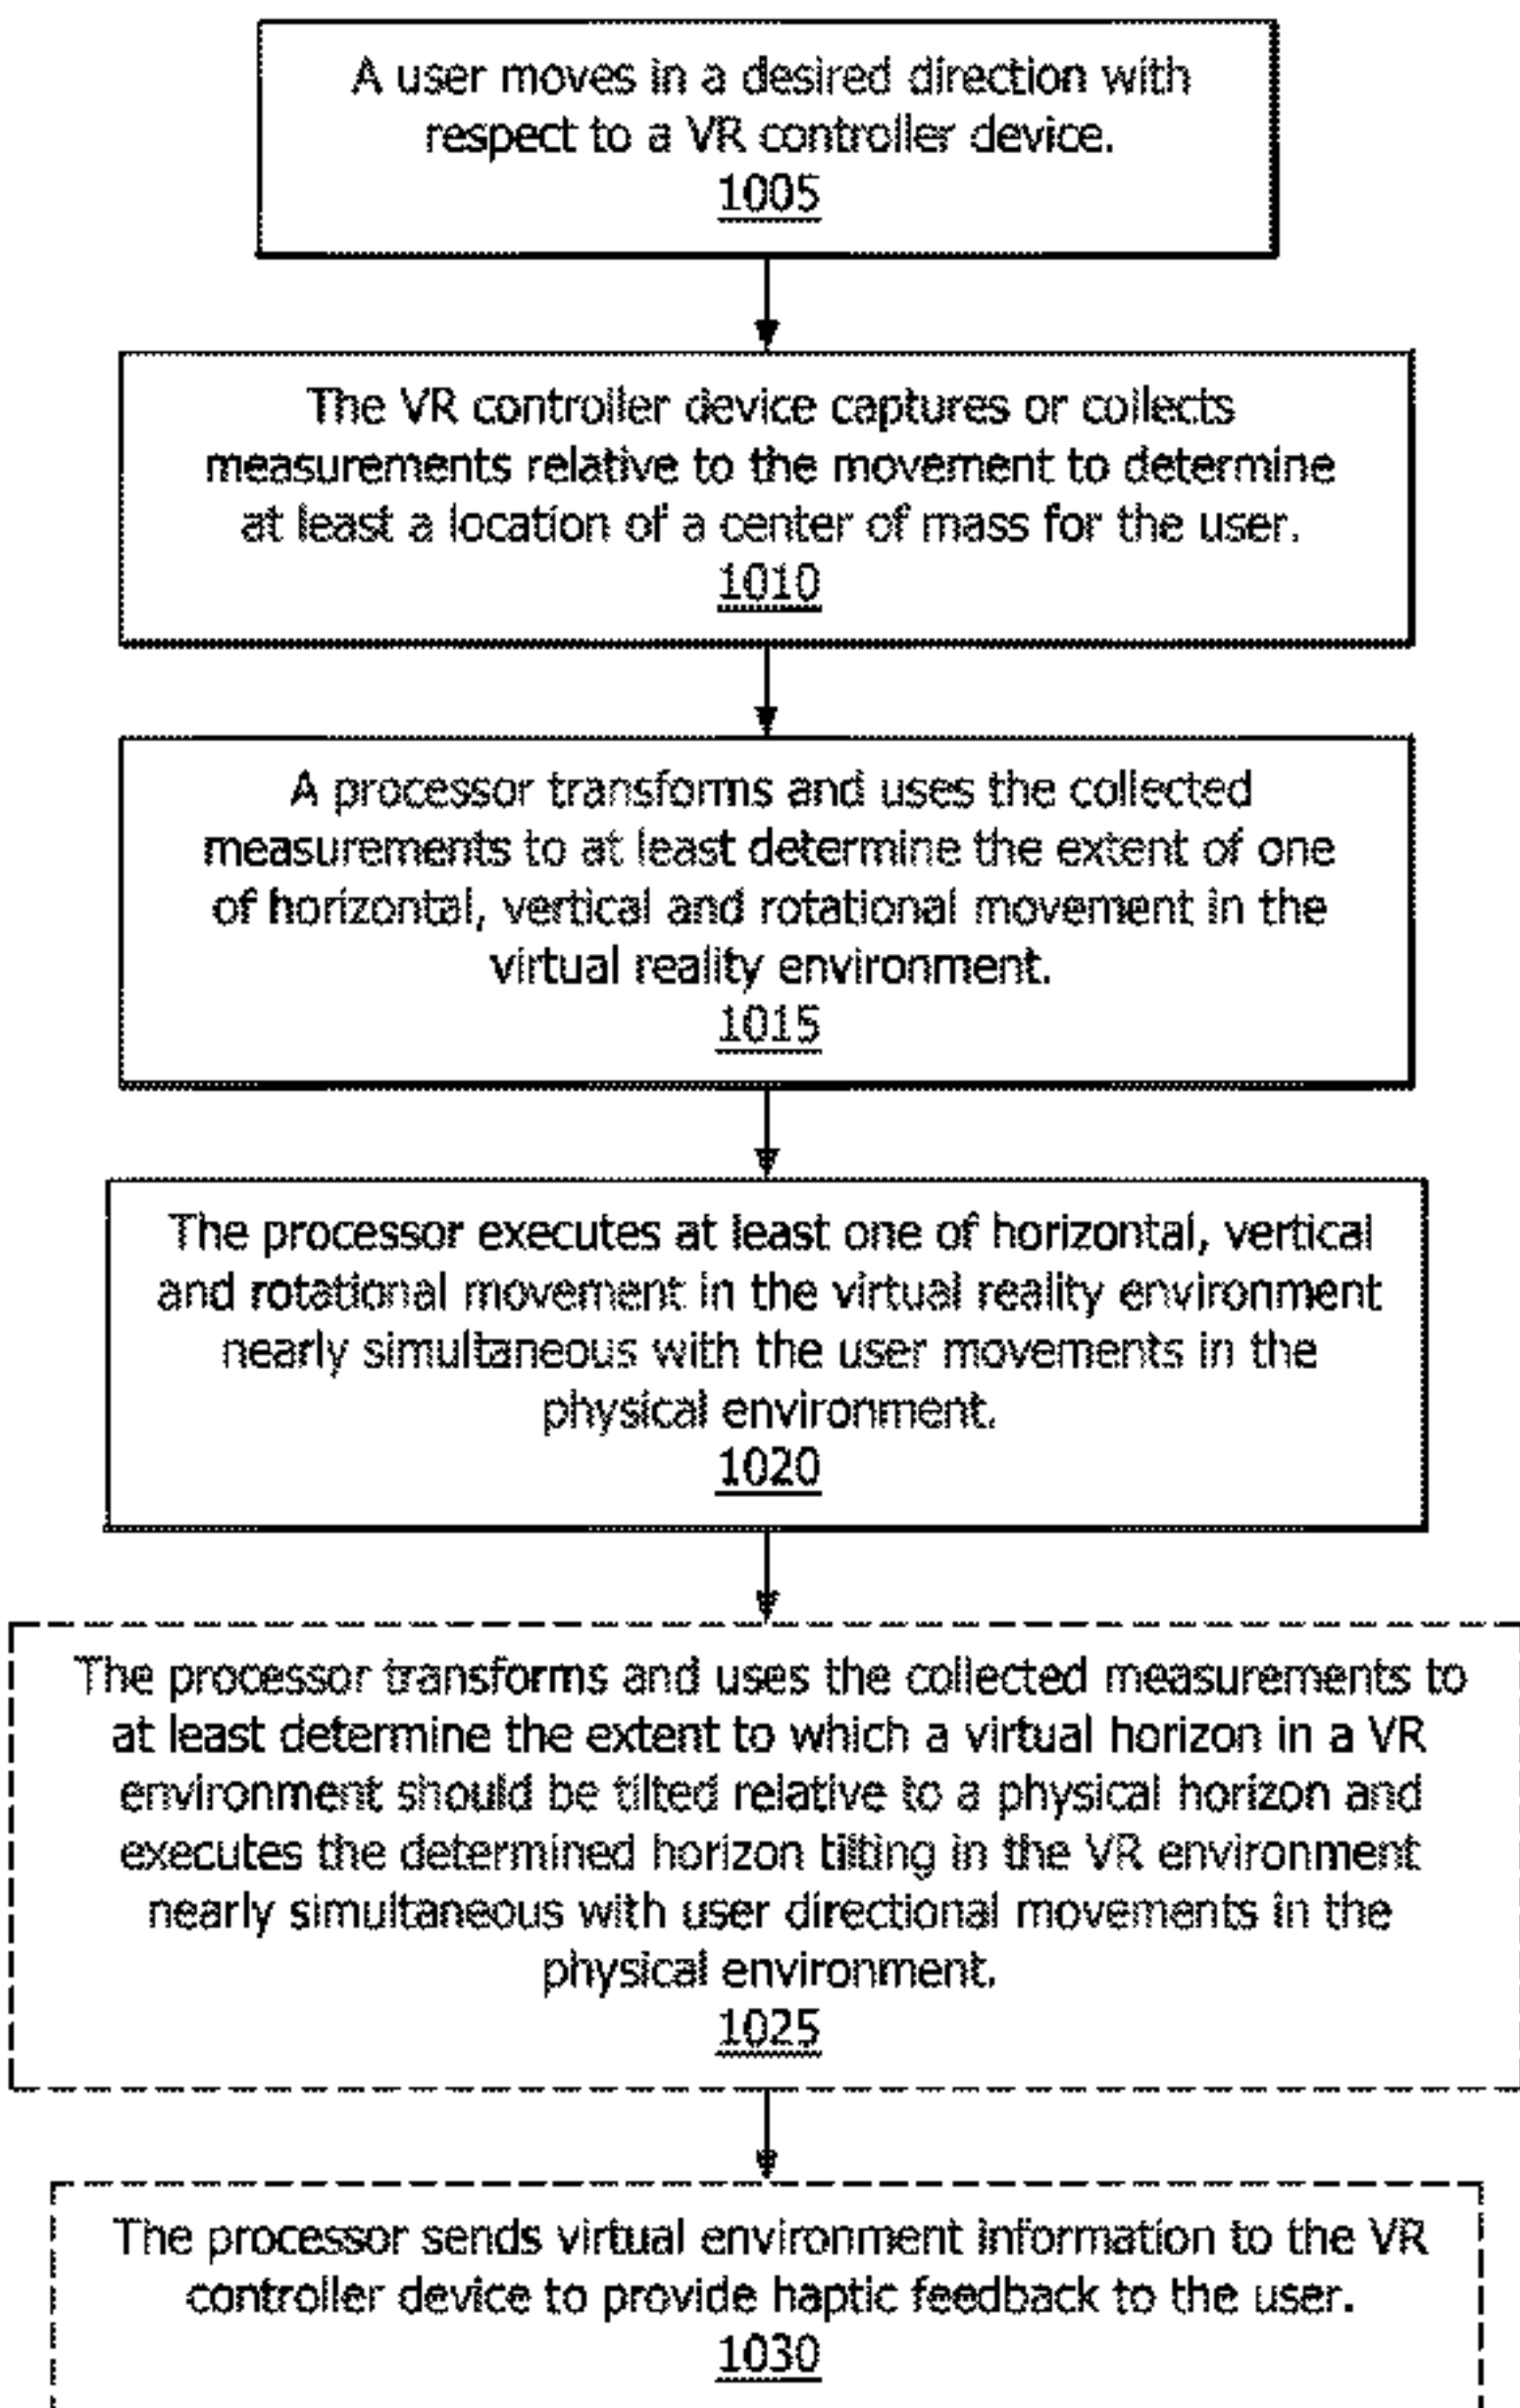 A user moves in a desired direction with
respect to a VR controller device.
1005
The VR controller device captures or collects
measurements relative to the movement to determine
at least a location of a center of mass for the user.
1010
A processor transforms and uses the collected
measurements to at least determine the extent of one
of horizontal, vertical and rotational movement in the
virtual reality environment.
1015
The processor executes at least one of horizontal, vertical
and rotational movement in the virtual reality environment
nearly simultaneous with the user movements in the
physical environment.
1020
The processor transforms and uses the collected measurements to
at least determine the extent to which a virtual horizon in a VR
environment should be tilted relative to a physical horizon and
executes the determined horizon tilting in the VR environment
nearly simultaneous with user directional movements in the
physical environment.
1025
The processor sends virtual environment information to the VR
controller device to provide haptic feedback to the user.
1030